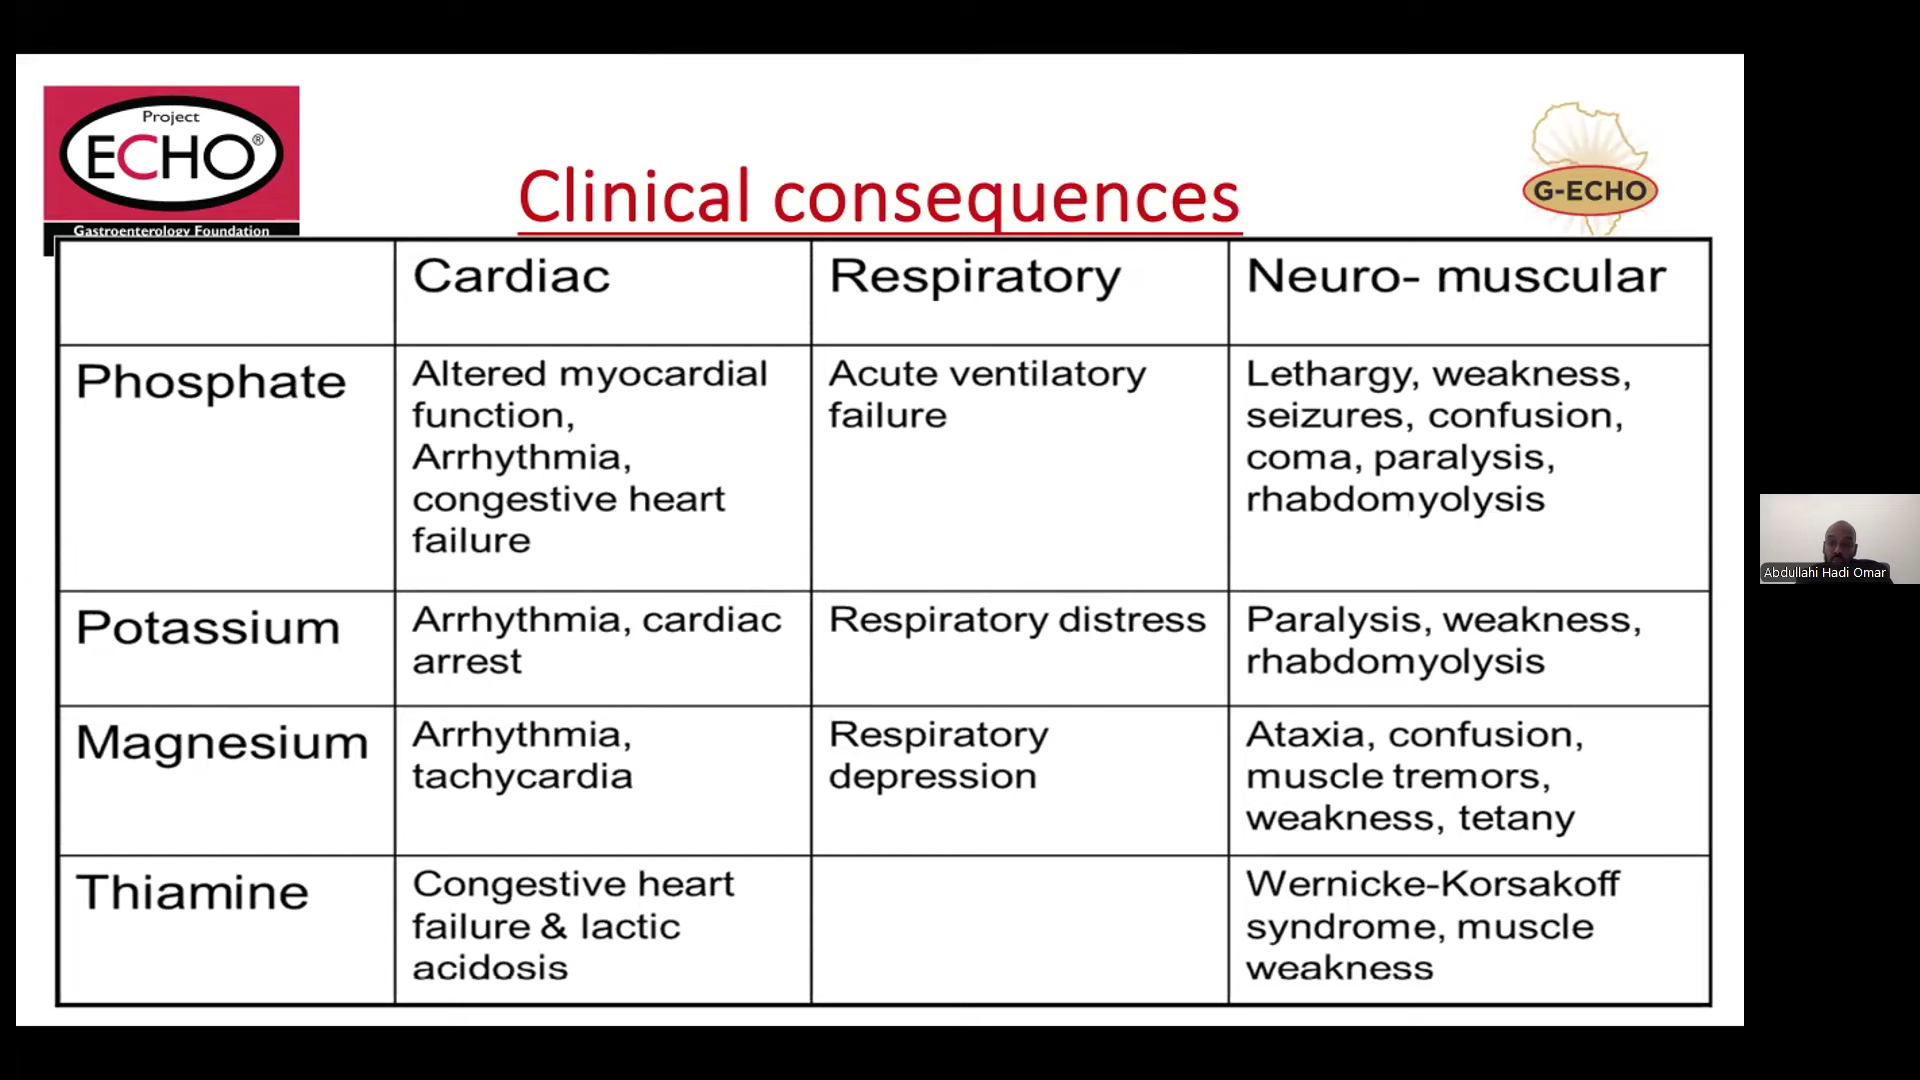 Project
ECHO®
Gastroenterology Foundation
Clinical consequences
G-ECHO
Cardiac
Respiratory
Neuro- muscular
Phosphate
Altered myocardial
function,
Arrhythmia,
congestive heart
failure
Acute ventilatory
failure
Lethargy, weakness,
seizures, confusion,
coma, paralysis,
rhabdomyolysis
Potassium
Arrhythmia, cardiac
arrest
Respiratory distress
Paralysis, weakness,
rhabdomyolysis
Magnesium
Arrhythmia,
tachycardia
Respiratory
depression
Ataxia, confusion,
muscle tremors,
weakness, tetany
Thiamine
Congestive heart
failure & lactic
acidosis
Wernicke-Korsakoff
syndrome, muscle
weakness
Abdullahi Hadi Omar